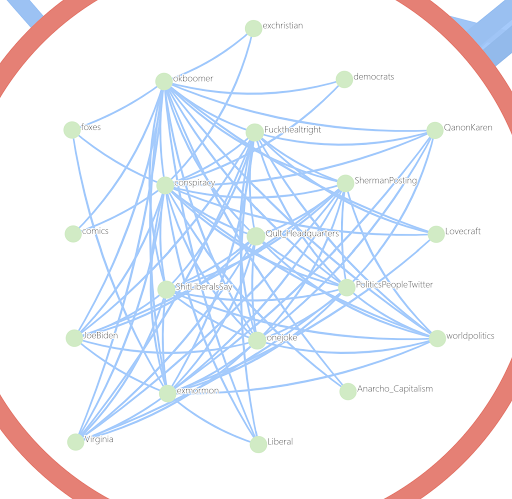 exchristian
okboomer
democrats
foxes
Fuckthealtright
QanonKaren
conspiracy
ShermanPosting
comics
Qult_Headquarters
Lovecraft
ShitLiberalsSay
PoliticsPeopleTwitter
JoeBiden
onejoke
worldpolitics
exmormon
Anarcho_Capitalism
Virginia
Liberal